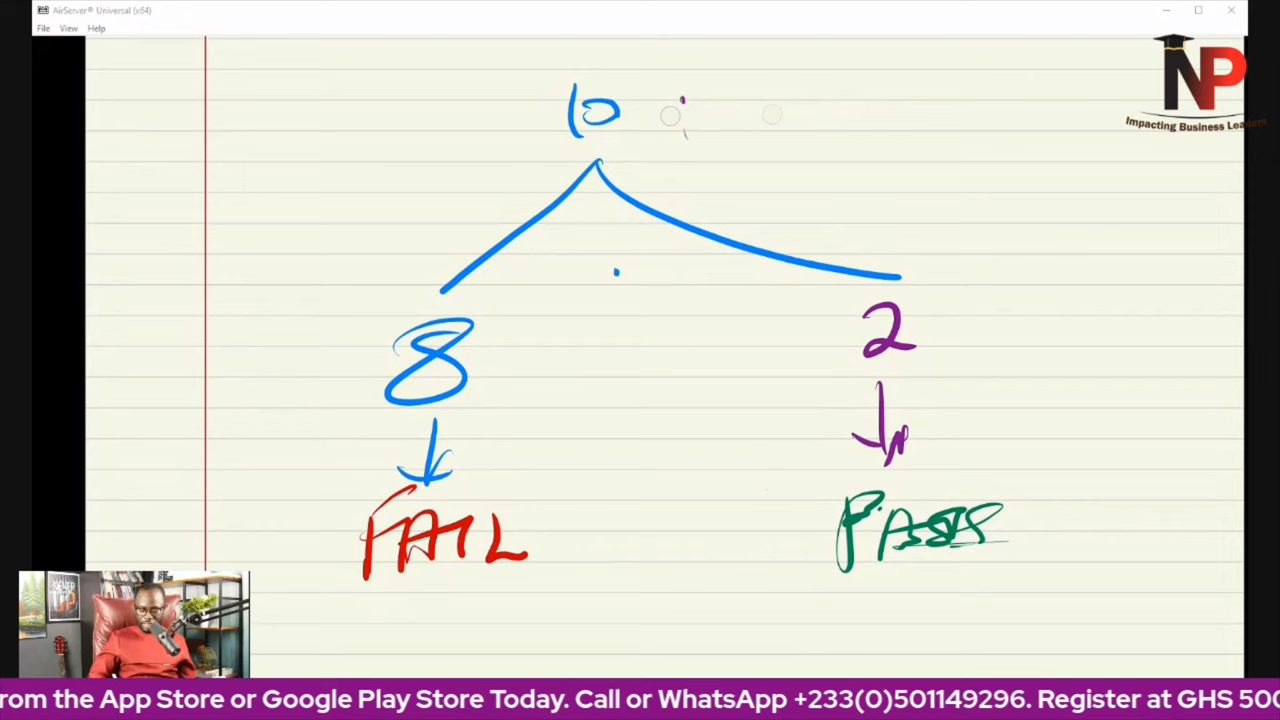 AirServer® Universal (x64)
File View Help
NP
Impacting Business Leaders
10
8
2
FAIL
PASS
rom the App Store or Google Play Store Today. Call or WhatsApp +233(0)501149296. Register at GHS 500